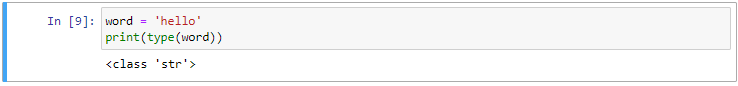 In [9]: word = 'hello'
print(type(word))
<class 'str'>